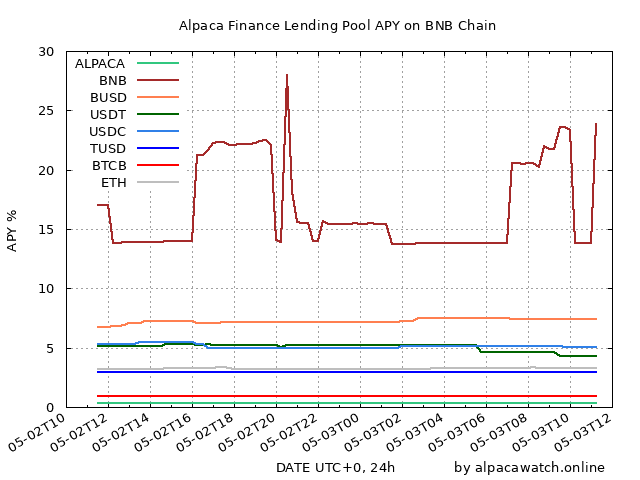 Alpaca Finance Lending Pool APY on BNB Chain
APY %
30
25
20
15
10
5
0
ALPACA
BNB
BUSD
USDT
USDC
TUSD
BTCB
ETH
05-02T10
05-02T12
05-02T14
05-02T16
05-02T18
05-02T20
05-02T22
05-03T00
05-03T02
05-03T04
05-03T06
05-03T08
05-03T10
05-03T12
DATE UTC+0, 24h
by alpacawatch.online